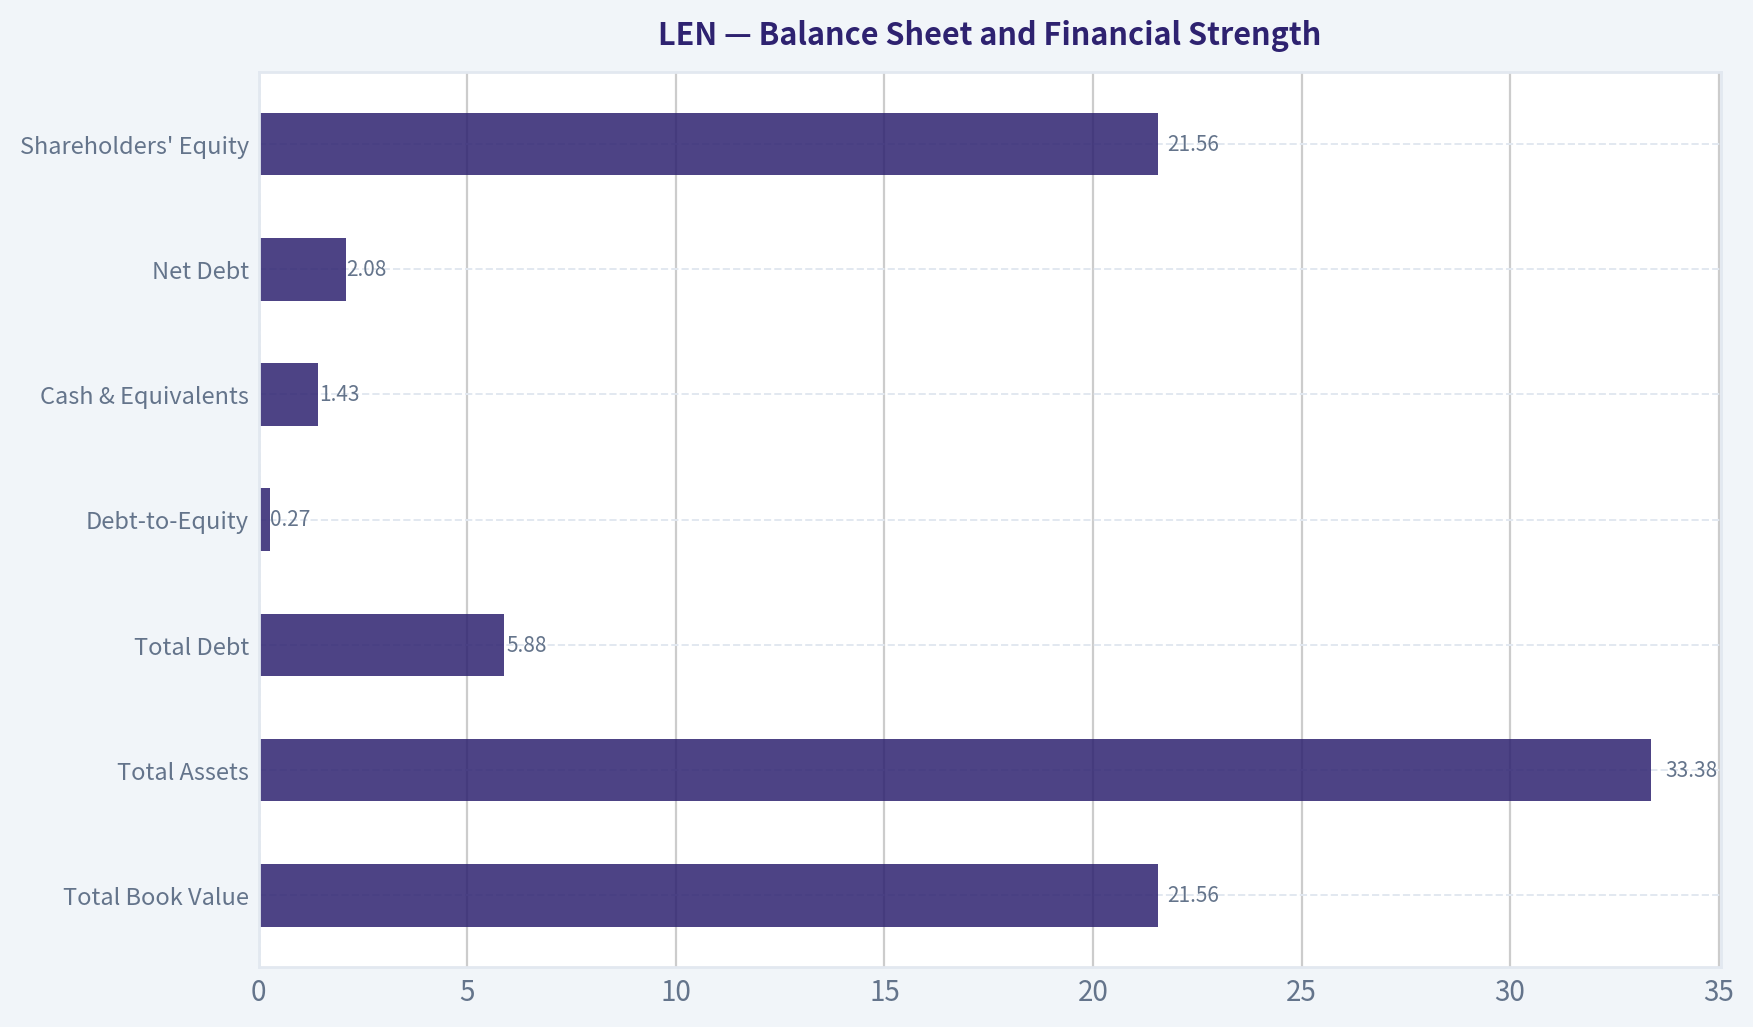 LEN — Balance Sheet and Financial Strength
Shareholders' Equity 21.56
Net Debt 2.08
Cash & Equivalents 1.43
Debt-to-Equity 0.27
Total Debt 5.88
Total Assets 33.38
Total Book Value 21.56
0 5 10 15 20 25 30 35